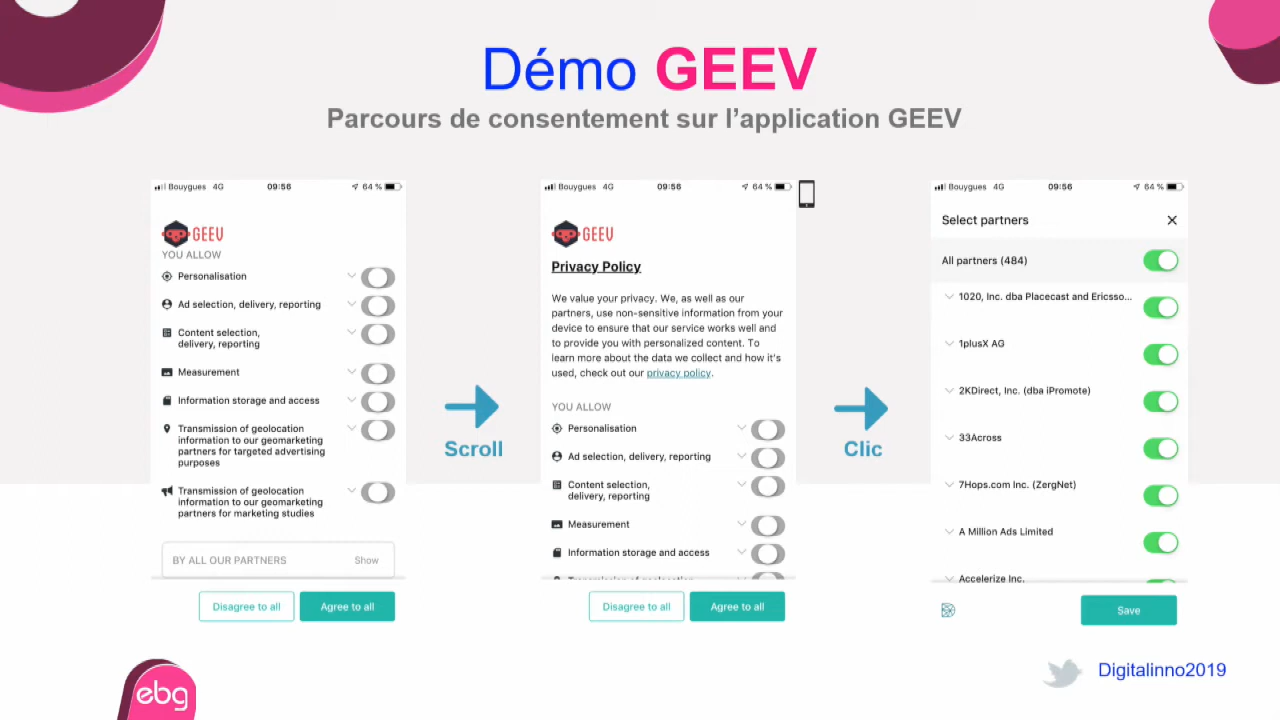 Démo GEEV
Parcours de consentement sur l'application GEEV
Bouygues 4G 09:56 64 %
GEEV
YOU ALLOW
Personalisation
Ad selection, delivery, reporting
Content selection,
delivery, reporting
Measurement
Information storage and access
Transmission of geolocation
information to our geomarketing
partners for targeted advertising
purposes
Transmission of geolocation
information to our geomarketing
partners for marketing studies
BY ALL OUR PARTNERS Show
Disagree to all Agree to all
Scroll
Bouygues 4G 09:56 64 %
GEEV
Privacy Policy
We value your privacy. We, as well as our
partners, use non-sensitive information from your
device to ensure that our service works well and
to provide you with personalized content. To
learn more about the data we collect and how it's
used, check out our privacy policy.
YOU ALLOW
Personalisation
Ad selection, delivery, reporting
Content selection,
delivery, reporting
Measurement
Information storage and access
Transmission of geolocation
Disagree to all Agree to all
Clic
Bouygues 4G 09:56 64 %
Select partners
All partners (484)
1020, Inc. dba Placecast and Ericsso...
1plusX AG
2KDirect, Inc. (dba iPromote)
33Across
7Hops.com Inc. (ZergNet)
A Million Ads Limited
Accelerize Inc.
Save
ebg
Digitalinno2019